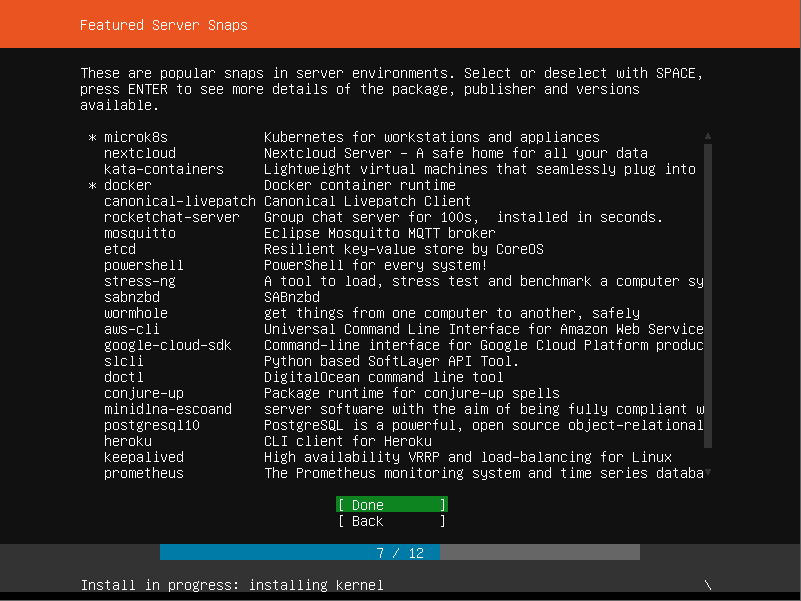 Featured Server Snaps
These are popular snaps in server environments. Select or deselect with SPACE,
press ENTER to see more details of the package, publisher and versions
available.
* microk8s Kubernetes for workstations and appliances
nextcloud Nextcloud Server - A safe home for all your data
kata-containers Lightweight virtual machines that seamlessly plug into
* docker Docker container runtime
canonical-livepatch Canonical Livepatch Client
rocketchat-server Group chat server for 100s, installed in seconds.
mosquitto Eclipse Mosquitto MQTT broker
etcd Resilient key-value store by CoreOS
powershell PowerShell for every system!
stress-ng A tool to load, stress test and benchmark a computer sy
sabnzbd SABnzbd
wormhole get things from one computer to another, safely
aws-cli Universal Command Line Interface for Amazon Web Service
google-cloud-sdk Command-line interface for Google Cloud Platform produc
slcli Python based SoftLayer API Tool.
doctl DigitalOcean command line tool
conjure-up Package runtime for conjure-up spells
minidlna-escoand server software with the aim of being fully compliant w
postgresql10 PostgreSQL is a powerful, open source object-relational
heroku CLI client for Heroku
keepalived High availability VRRP and load-balancing for Linux
prometheus The Prometheus monitoring system and time series databa
[ Done ]
[ Back ]
7 / 12
Install in progress: installing kernel \